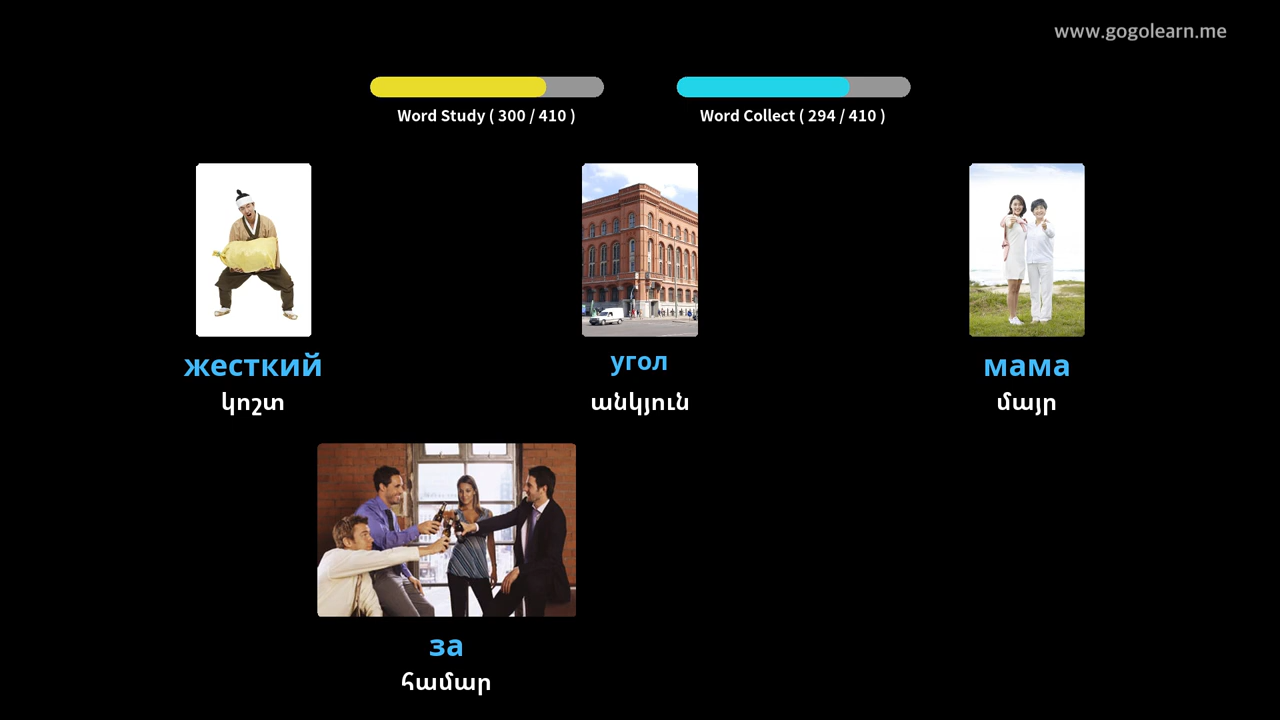 www.gogolearn.me
Word Study ( 300 / 410 )
Word Collect ( 294 / 410 )
жесткий
կոշտ
угол
անկյուն
мама
մայր
за
համար